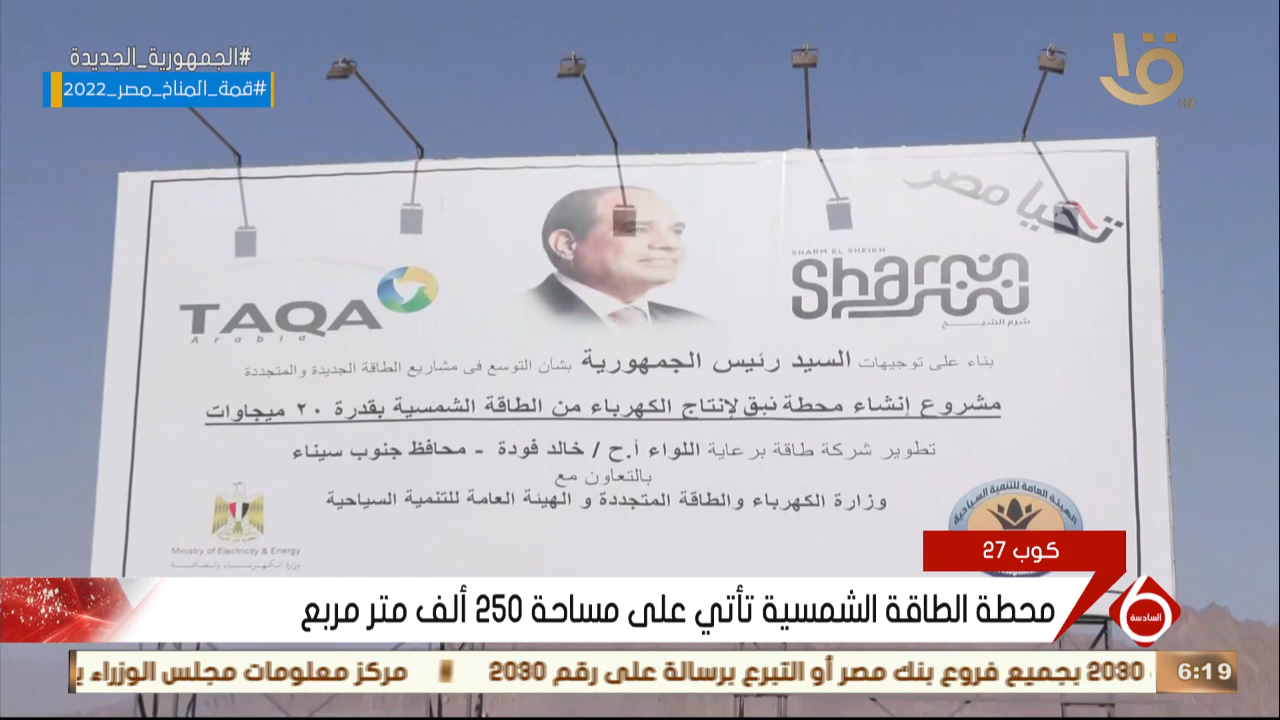 #الجمهورية_الجديدة
#قمة_المناخ_مصر_2022
تحيا مصر
TAQA
Arabia
SHARM EL SHEIKH
Sharm
شرم الشيخ
بناء على توجيهات السيد رئيس الجمهورية بشأن التوسع فى مشاريع الطاقة الجديدة والمتجددة
مشروع إنشاء محطة نبق لإنتاج الكهرباء من الطاقة الشمسية بقدرة ٢٠ ميجاوات
تطوير شركة طاقة برعاية اللواء أ.ح / خالد فودة - محافظ جنوب سيناء
بالتعاون مع
وزارة الكهرباء والطاقة المتجددة و الهيئة العامة للتنمية السياحية
الهيئة العامة للتنمية السياحية
Ministry of Electricity & Energy
وزارة الكهرباء والطاقة
كوب 27
محطة الطاقة الشمسية تأتي على مساحة 250 ألف متر مربع
السادسة
2030 بجميع فروع بنك مصر أو التبرع برسالة على رقم 2030
مركز معلومات مجلس الوزراء
6:19